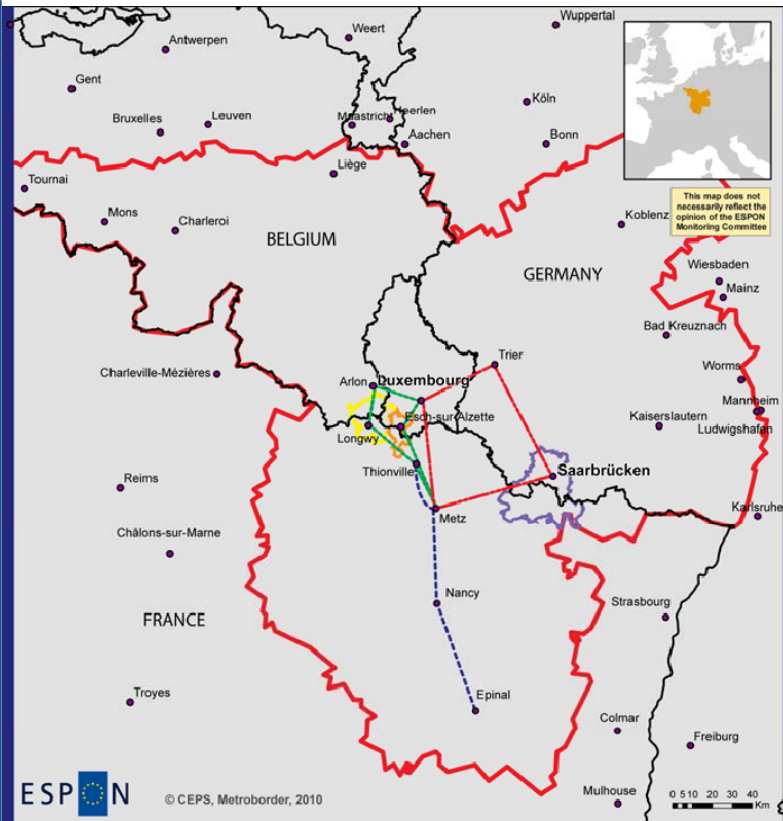 Wuppertal
Weert
Antwerpen
Gent
Köln
Bruxelles
Leuven
Maastricht
Heerlen
Aachen
Bonn
Liège
Tournai
This map does not
necessarily reflect the
opinion of the ESPON
Monitoring Committee
Mons
Charleroi
Koblenz
BELGIUM
GERMANY
Wiesbaden
Mainz
Bad Kreuznach
Trier
Charleville-Mézières
Arlon
Luxembourg
Worms
Mannheim
Esch-sur-Alzette
Longwy
Kaiserslautern
Ludwigshafen
Thionville
Saarbrücken
Reims
Metz
Karlsruhe
Châlons-sur-Marne
Nancy
Strasbourg
FRANCE
Troyes
Epinal
Colmar
Freiburg
Mulhouse
ESPON
© CEPS, Metroborder, 2010
0 5 10 20 30 40
Km